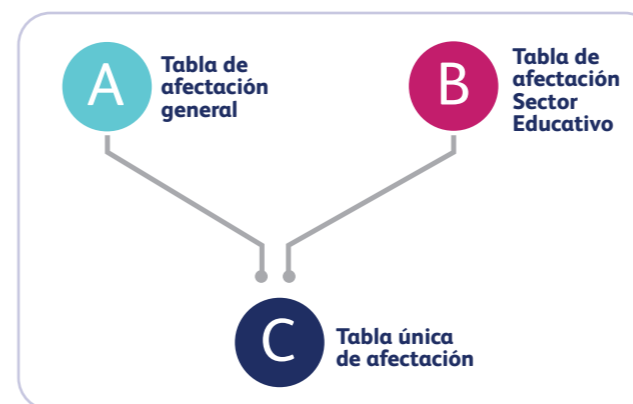 A
Tabla de
afectación
general
B
Tabla de
afectación
Sector
Educativo
C
Tabla única
de afectación